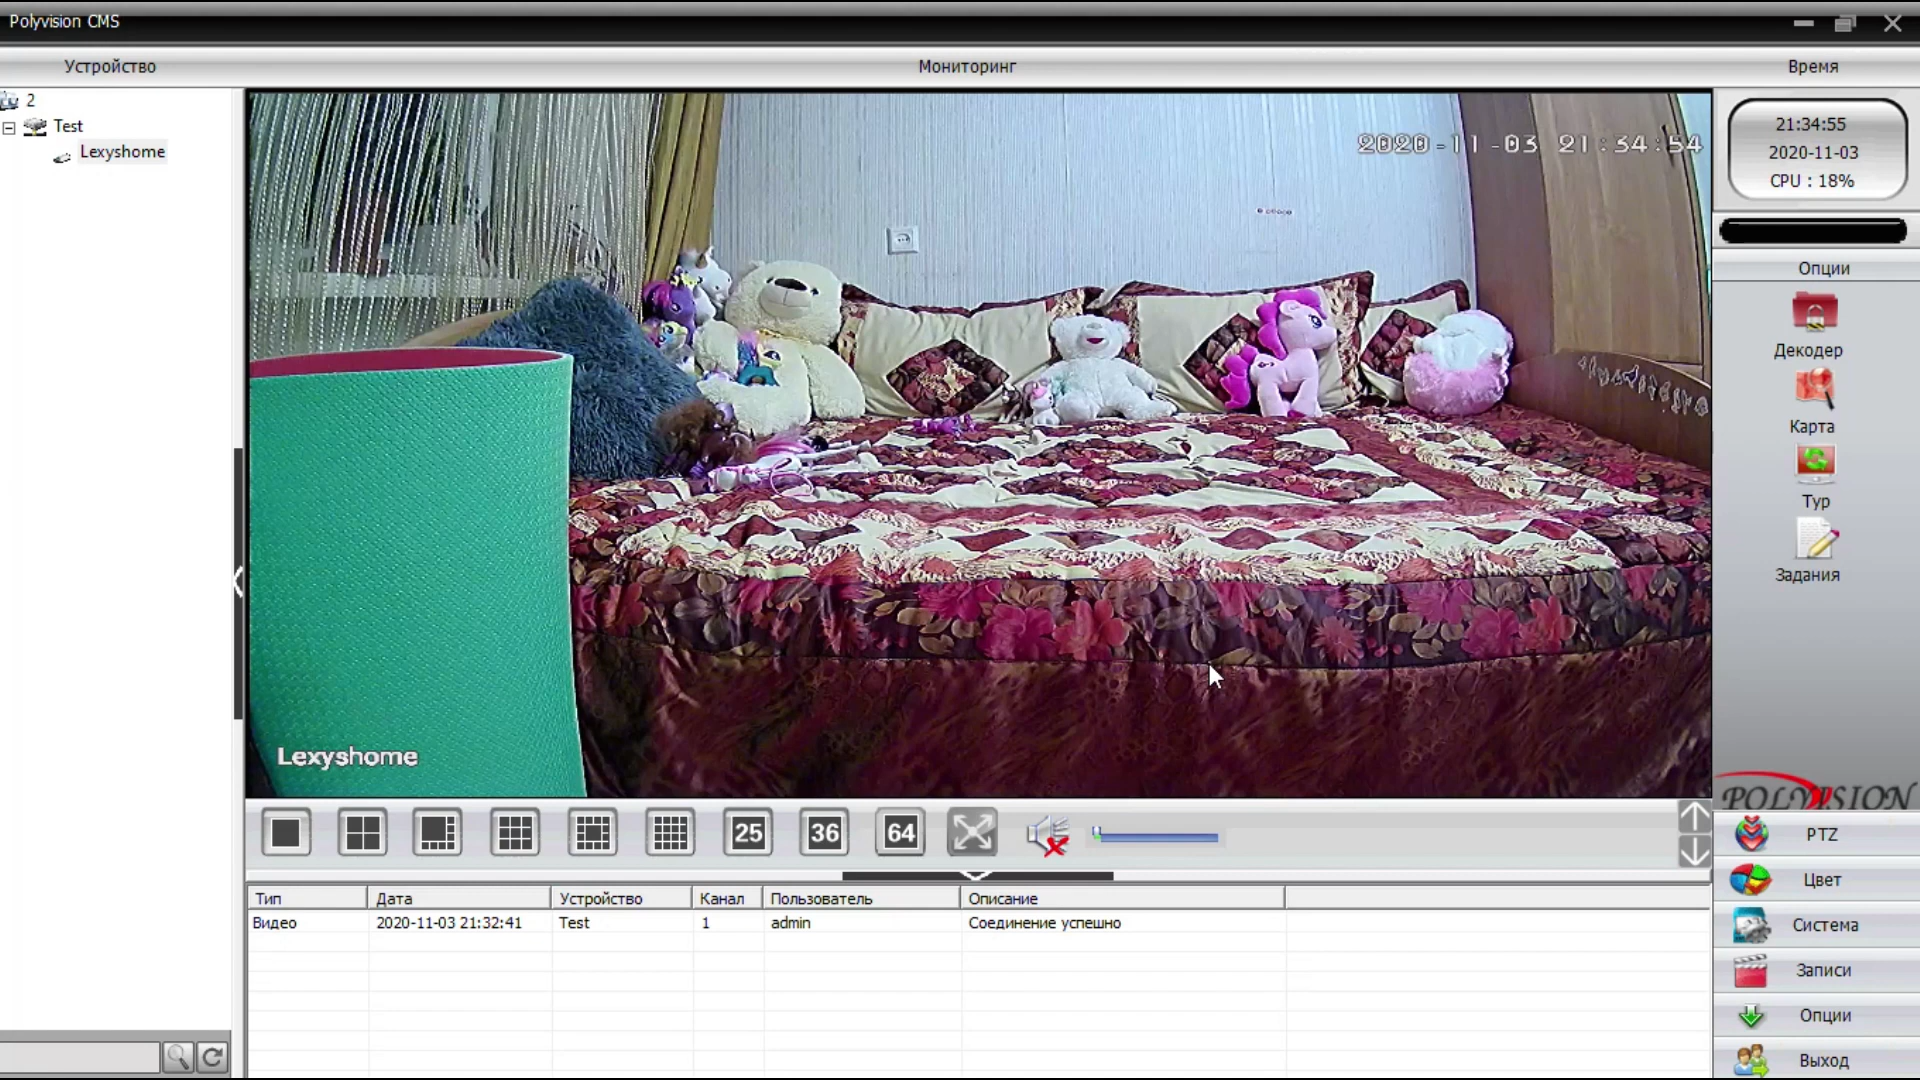 Polyvision CMS
Устройство
Мониторинг
Время
2
Test
Lexyshome
2020-11-03 21:34:54
Lexyshome
21:34:55
2020-11-03
CPU : 18%
Опции
Декодер
Карта
Тур
Задания
POLYVISION
PTZ
Цвет
Система
Записи
Опции
Выход
25 36 64
Тип Дата Устройство Канал Пользователь Описание
Видео 2020-11-03 21:32:41 Test 1 admin Соединение успешно